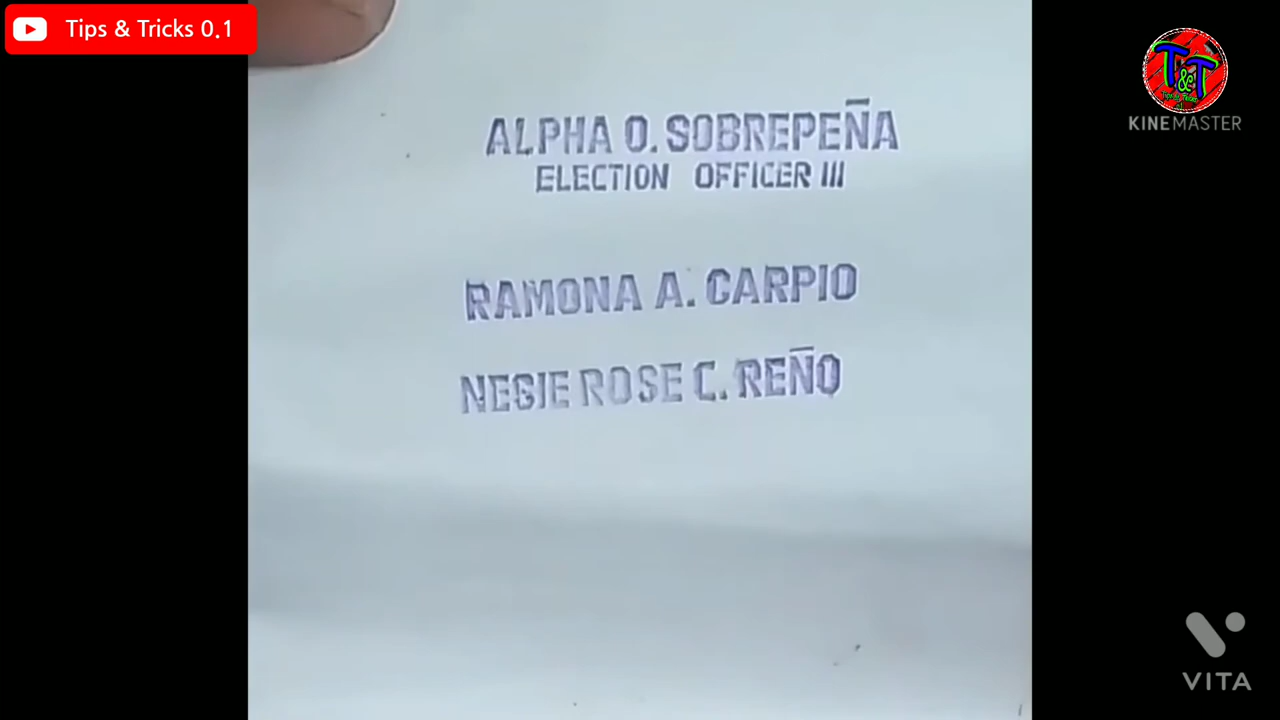 Tips & Tricks 0.1
T&T
KINEMASTER
ALPHA O. SOBREPEÑA
ELECTION OFFICER III
RAMONA A. CARPIO
NEGIE ROSE C. REÑO
VITA